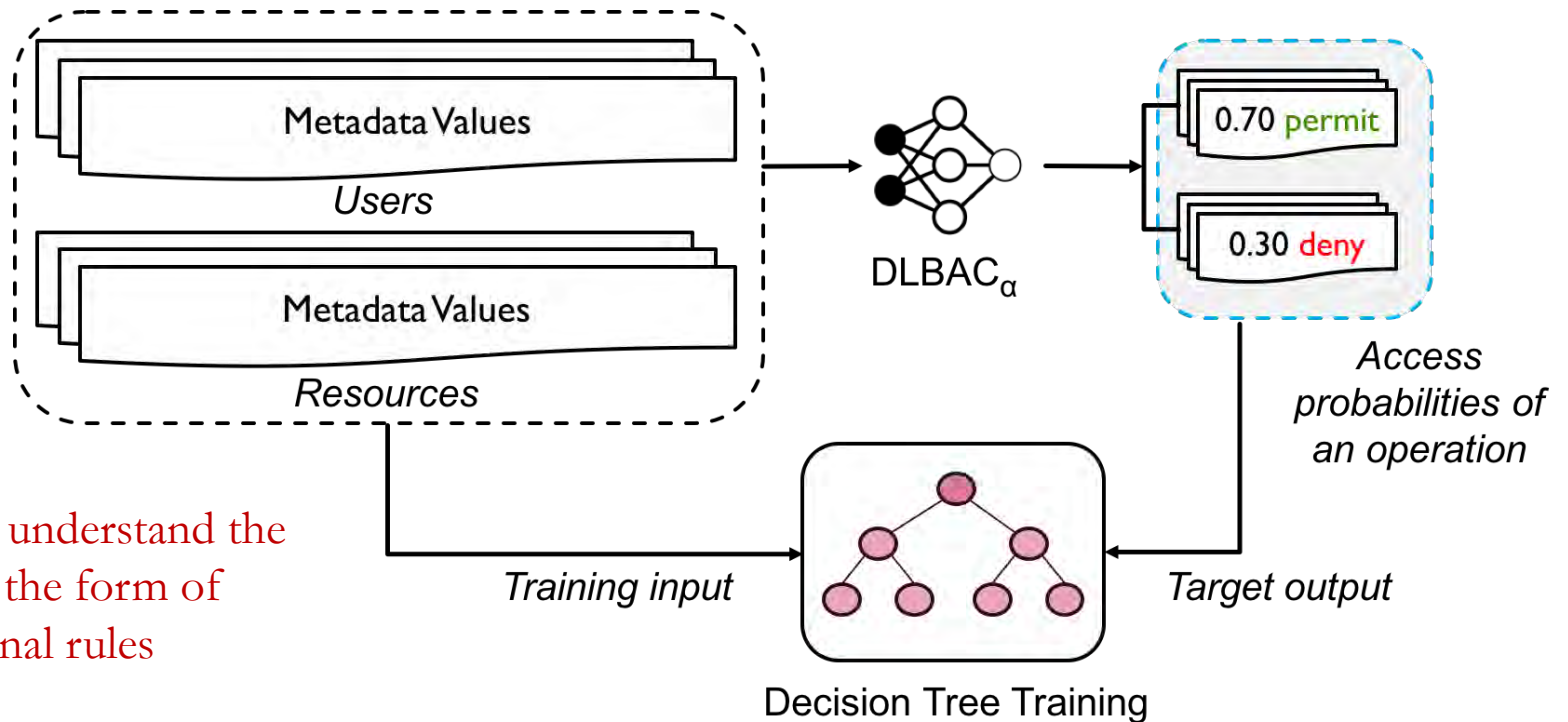 Metadata Values
Users
Metadata Values
Resources
DLBACα
0.70 permit
0.30 deny
Access
probabilities of
an operation
understand the
the form of
nal rules
Training input
Target output
Decision Tree Training